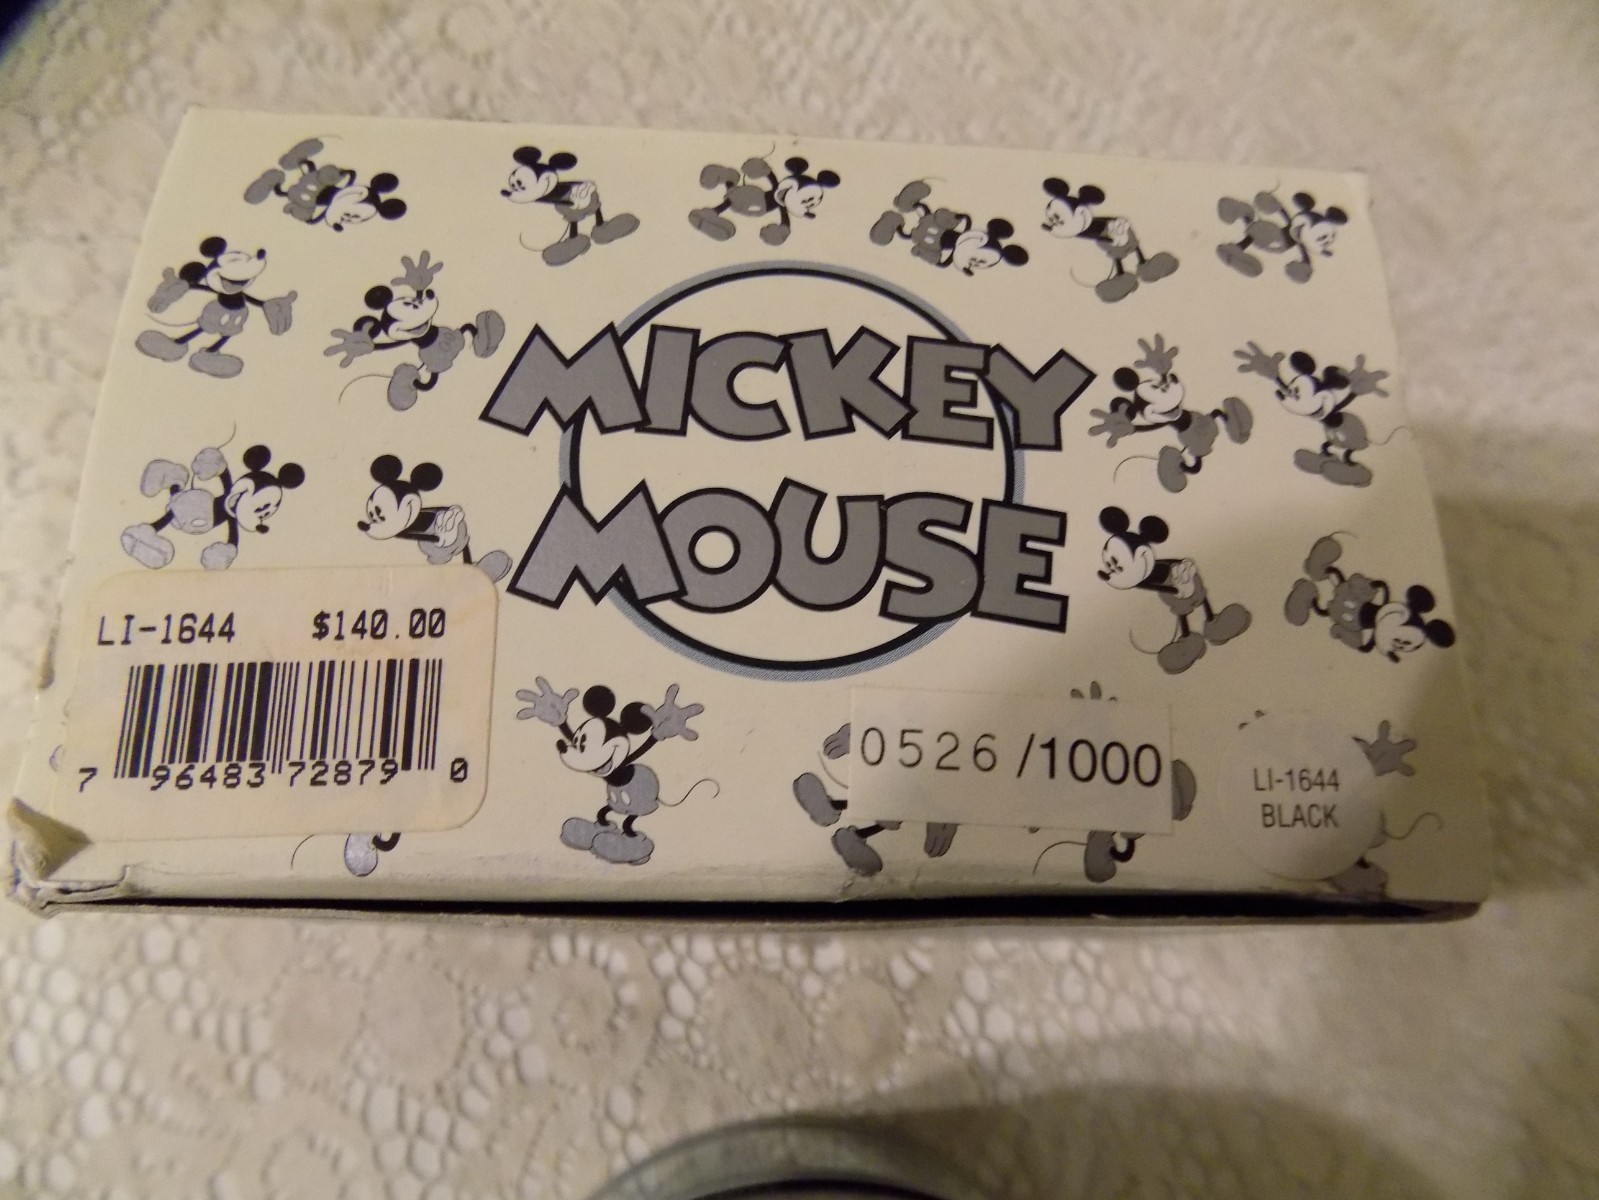 MICKEY
MOUSE
LI-1644 $140.00
7 96483 72879 0
0526/1000
LI-1644
BLACK